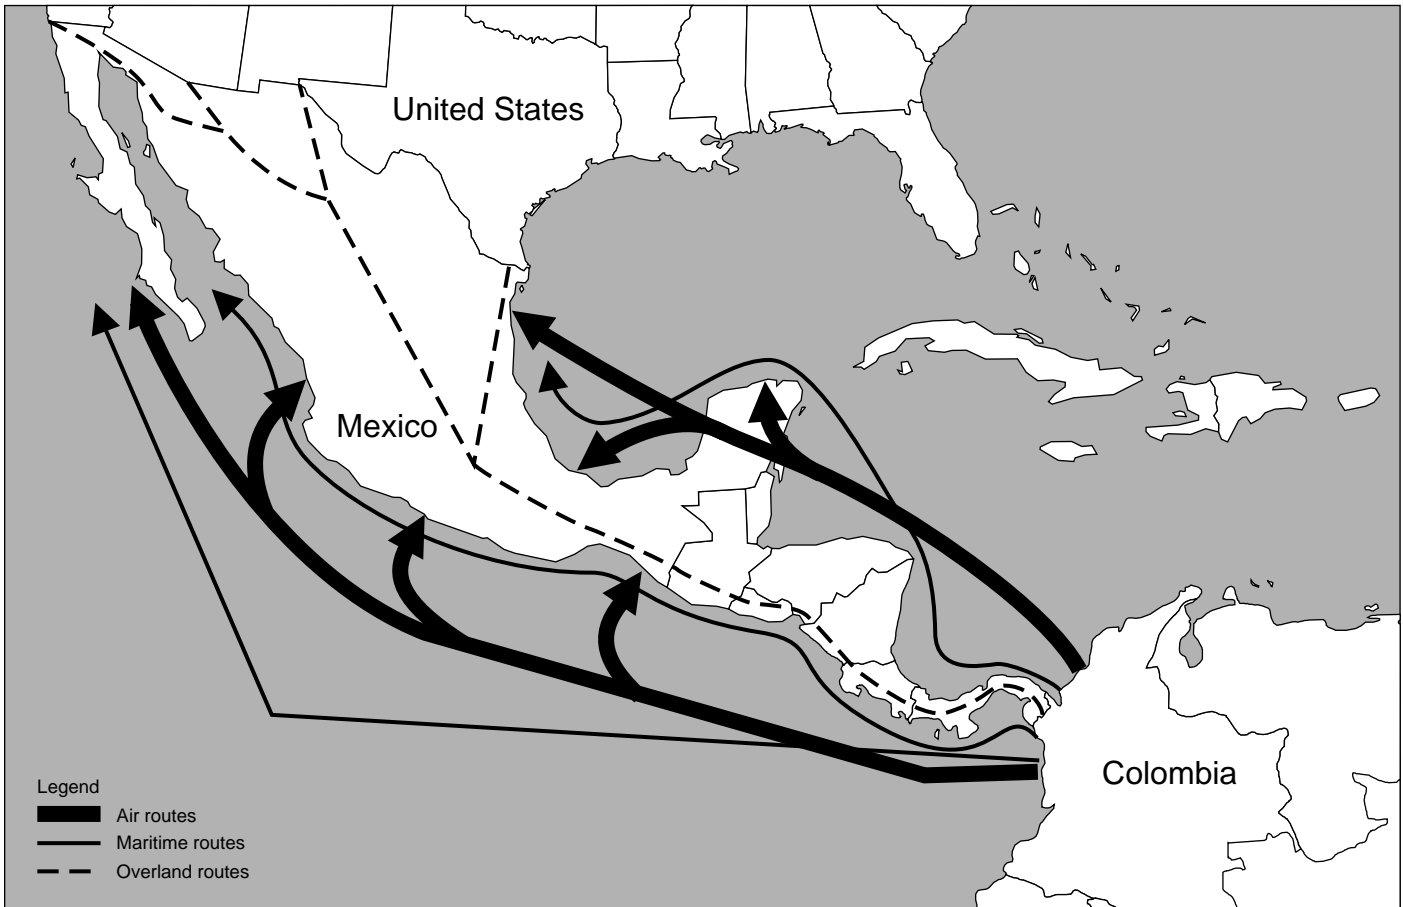 United States
Mexico
Colombia
Legend
Air routes
Maritime routes
Overland routes